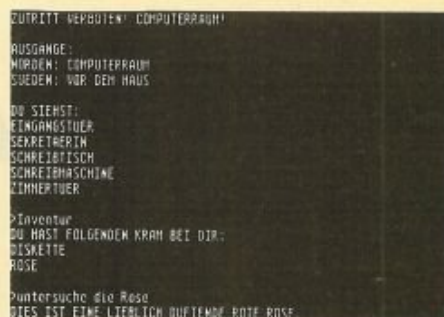 ZUTRITT VERBOTEN! COMPUTERRAUM!
AUSGANGE:
NORDEN: COMPUTERRAUM
SUEDEN: VOR DEM HAUS
DU SIEHST:
EINGANGSTUER
SEKRETAERIN
SCHREIBTISCH
SCHREIBMASCHINE
ZIMMERTUER
>Inventur
DU HAST FOLGENDEN KRAM BEI DIR:
DISKETTE
ROSE
>untersuche die Rose
DIES IST EINE LIEBLICH DUFTENDE ROTE ROSE.